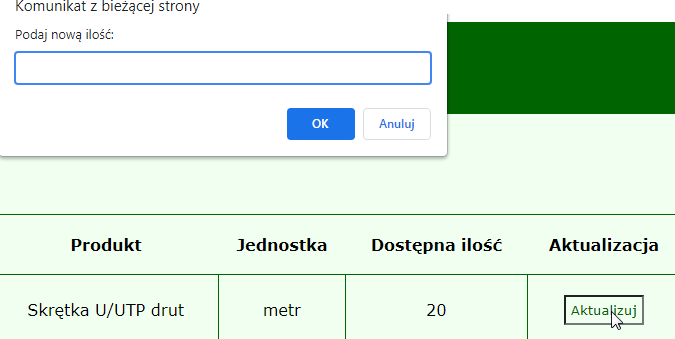 Komunikat z bieżącej strony
Podaj nową ilość:
OK Anuluj
Produkt Jednostka Dostępna ilość Aktualizacja
Skrętka U/UTP drut metr 20 Aktualizuj